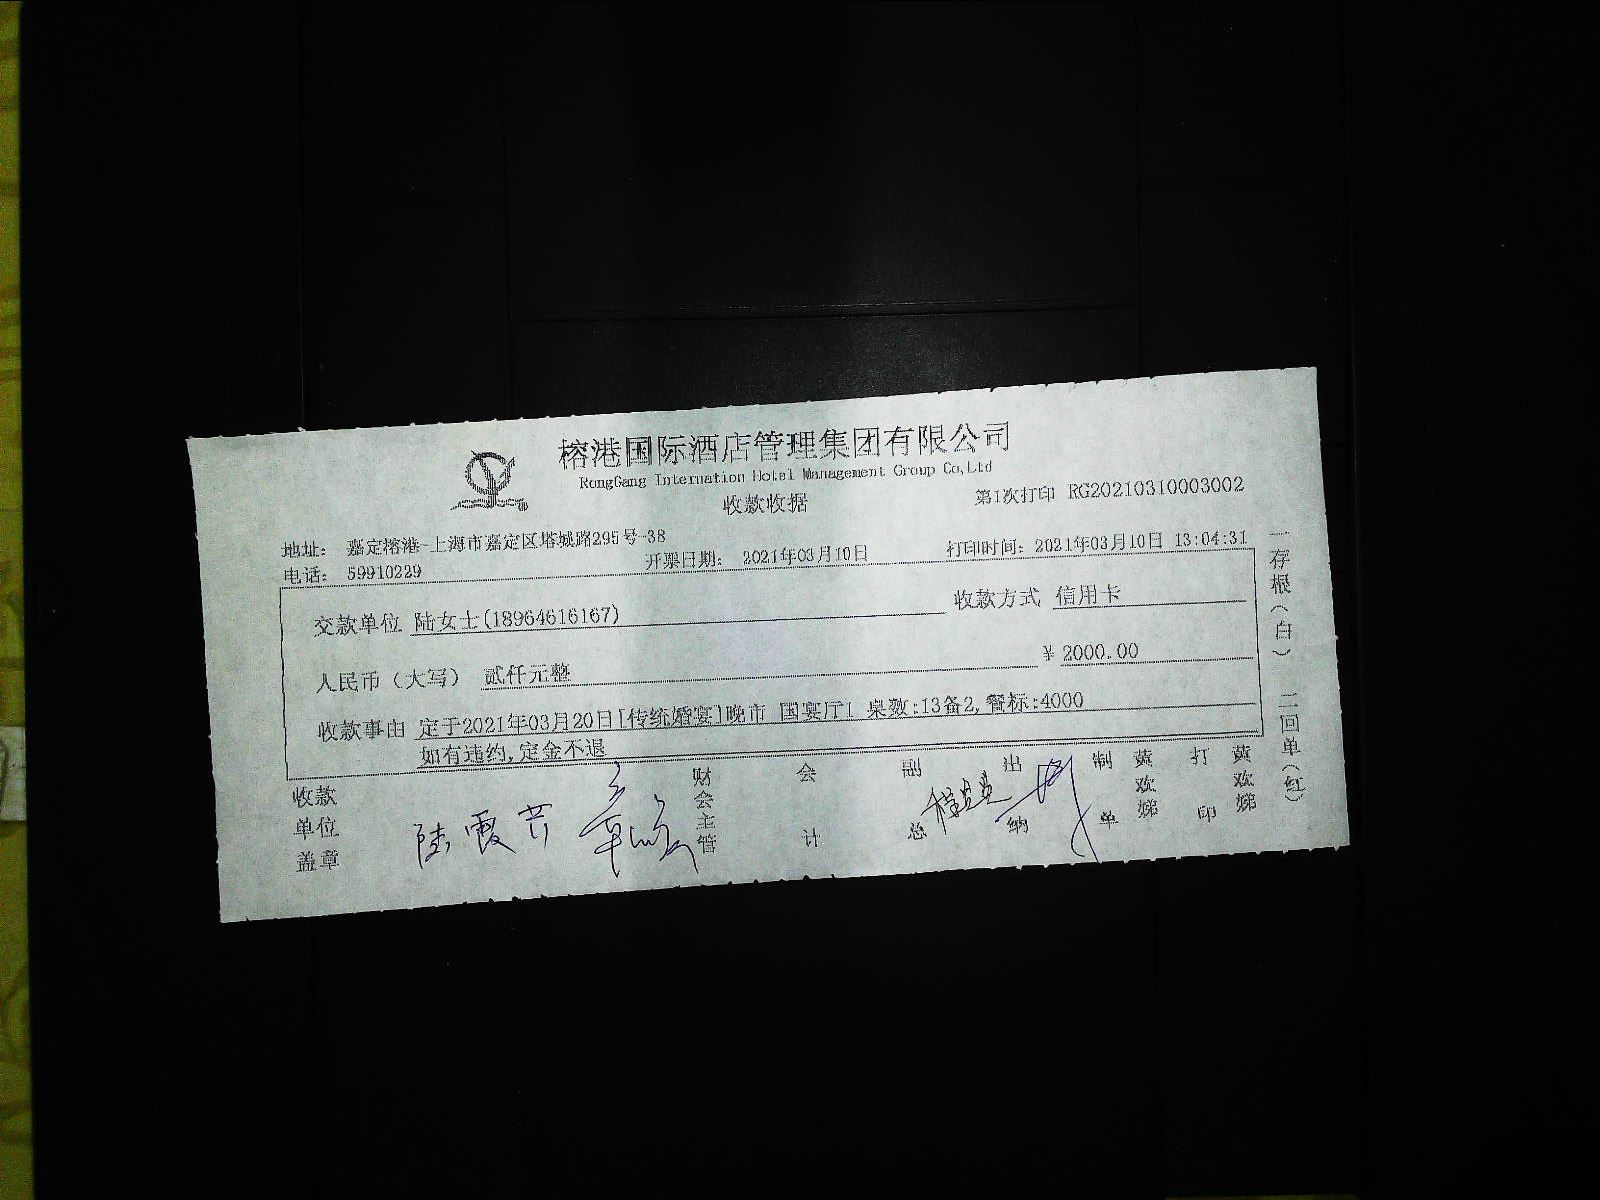 榕港国际酒店管理集团有限公司
RongGang Internation Hotel Management Group Co,Ltd
收款收据
第1次打印 RG20210310003002
地址： 嘉定榕港-上海市嘉定区塔城路295号-38
电话： 59910229
开票日期： 2021年03月10日
打印时间： 2021年03月10日 13:04:31
交款单位 陆女士(18964616167)
收款方式 信用卡
人民币（大写） 贰仟元整
￥ 2000.00
收款事由 定于2021年03月20日[传统婚宴]晚市 国宴厅1 桌数:13备2,餐标:4000
如有违约,定金不退
收款单位盖章
陆霞芳
财会主管
会计
副总
出纳
制单
黄欢娣
打印
黄欢娣
一存根（白） 二回单（红）